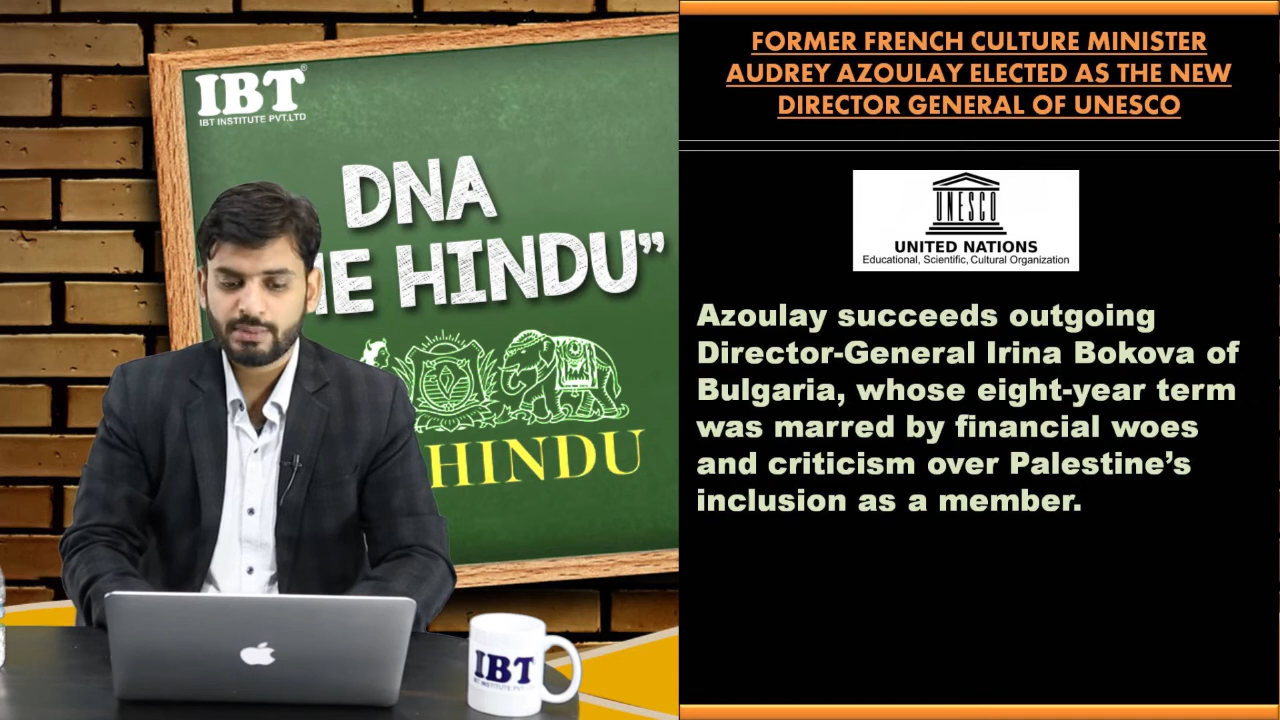 IBT®
IBT INSTITUTE PVT.LTD
DNA
HINDU”
HINDU
IBT
FORMER FRENCH CULTURE MINISTER
AUDREY AZOULAY ELECTED AS THE NEW
DIRECTOR GENERAL OF UNESCO
UNESCO
UNITED NATIONS
Educational, Scientific, Cultural Organization
Azoulay succeeds outgoing
Director-General Irina Bokova of
Bulgaria, whose eight-year term
was marred by financial woes
and criticism over Palestine’s
inclusion as a member.